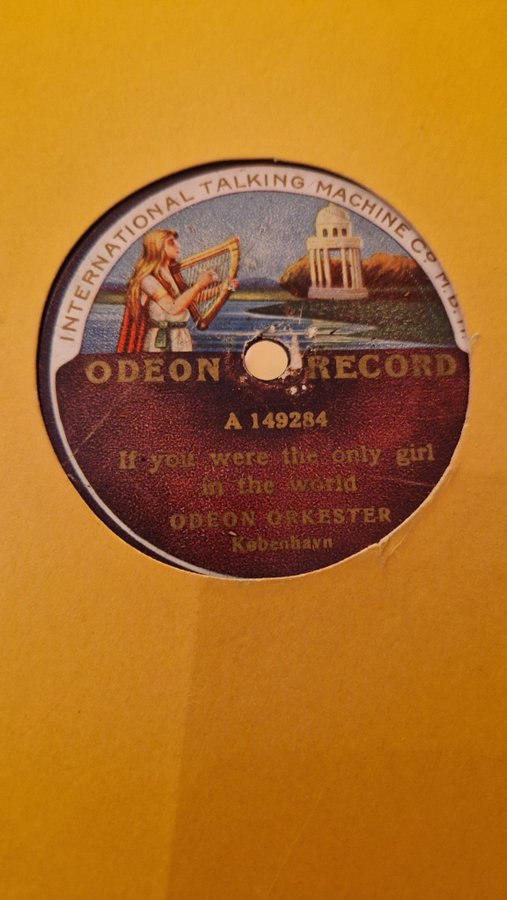 INTERNATIONAL TALKING MACHINE Cº M.B.H.
ODEON RECORD
A 149284
If you were the only girl
in the world
ODEON ORKESTER
København